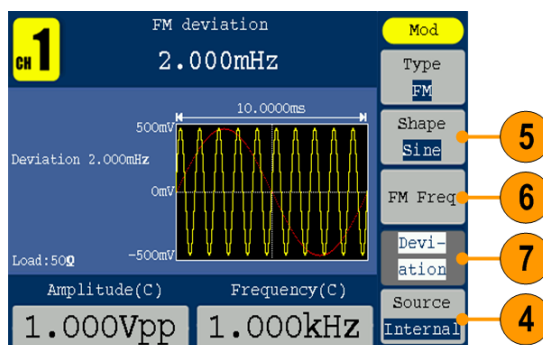 CH 1
FM deviation
2.000mHz
Mod
Type
FM
Shape
Sine
5
FM Freq
6
Devi-
ation
7
Source
Internal
4
10.0000ms
500mV
Deviation 2.000mHz
0mV
-500mV
Load:50Ω
Amplitude(C)
1.000Vpp
Frequency(C)
1.000kHz